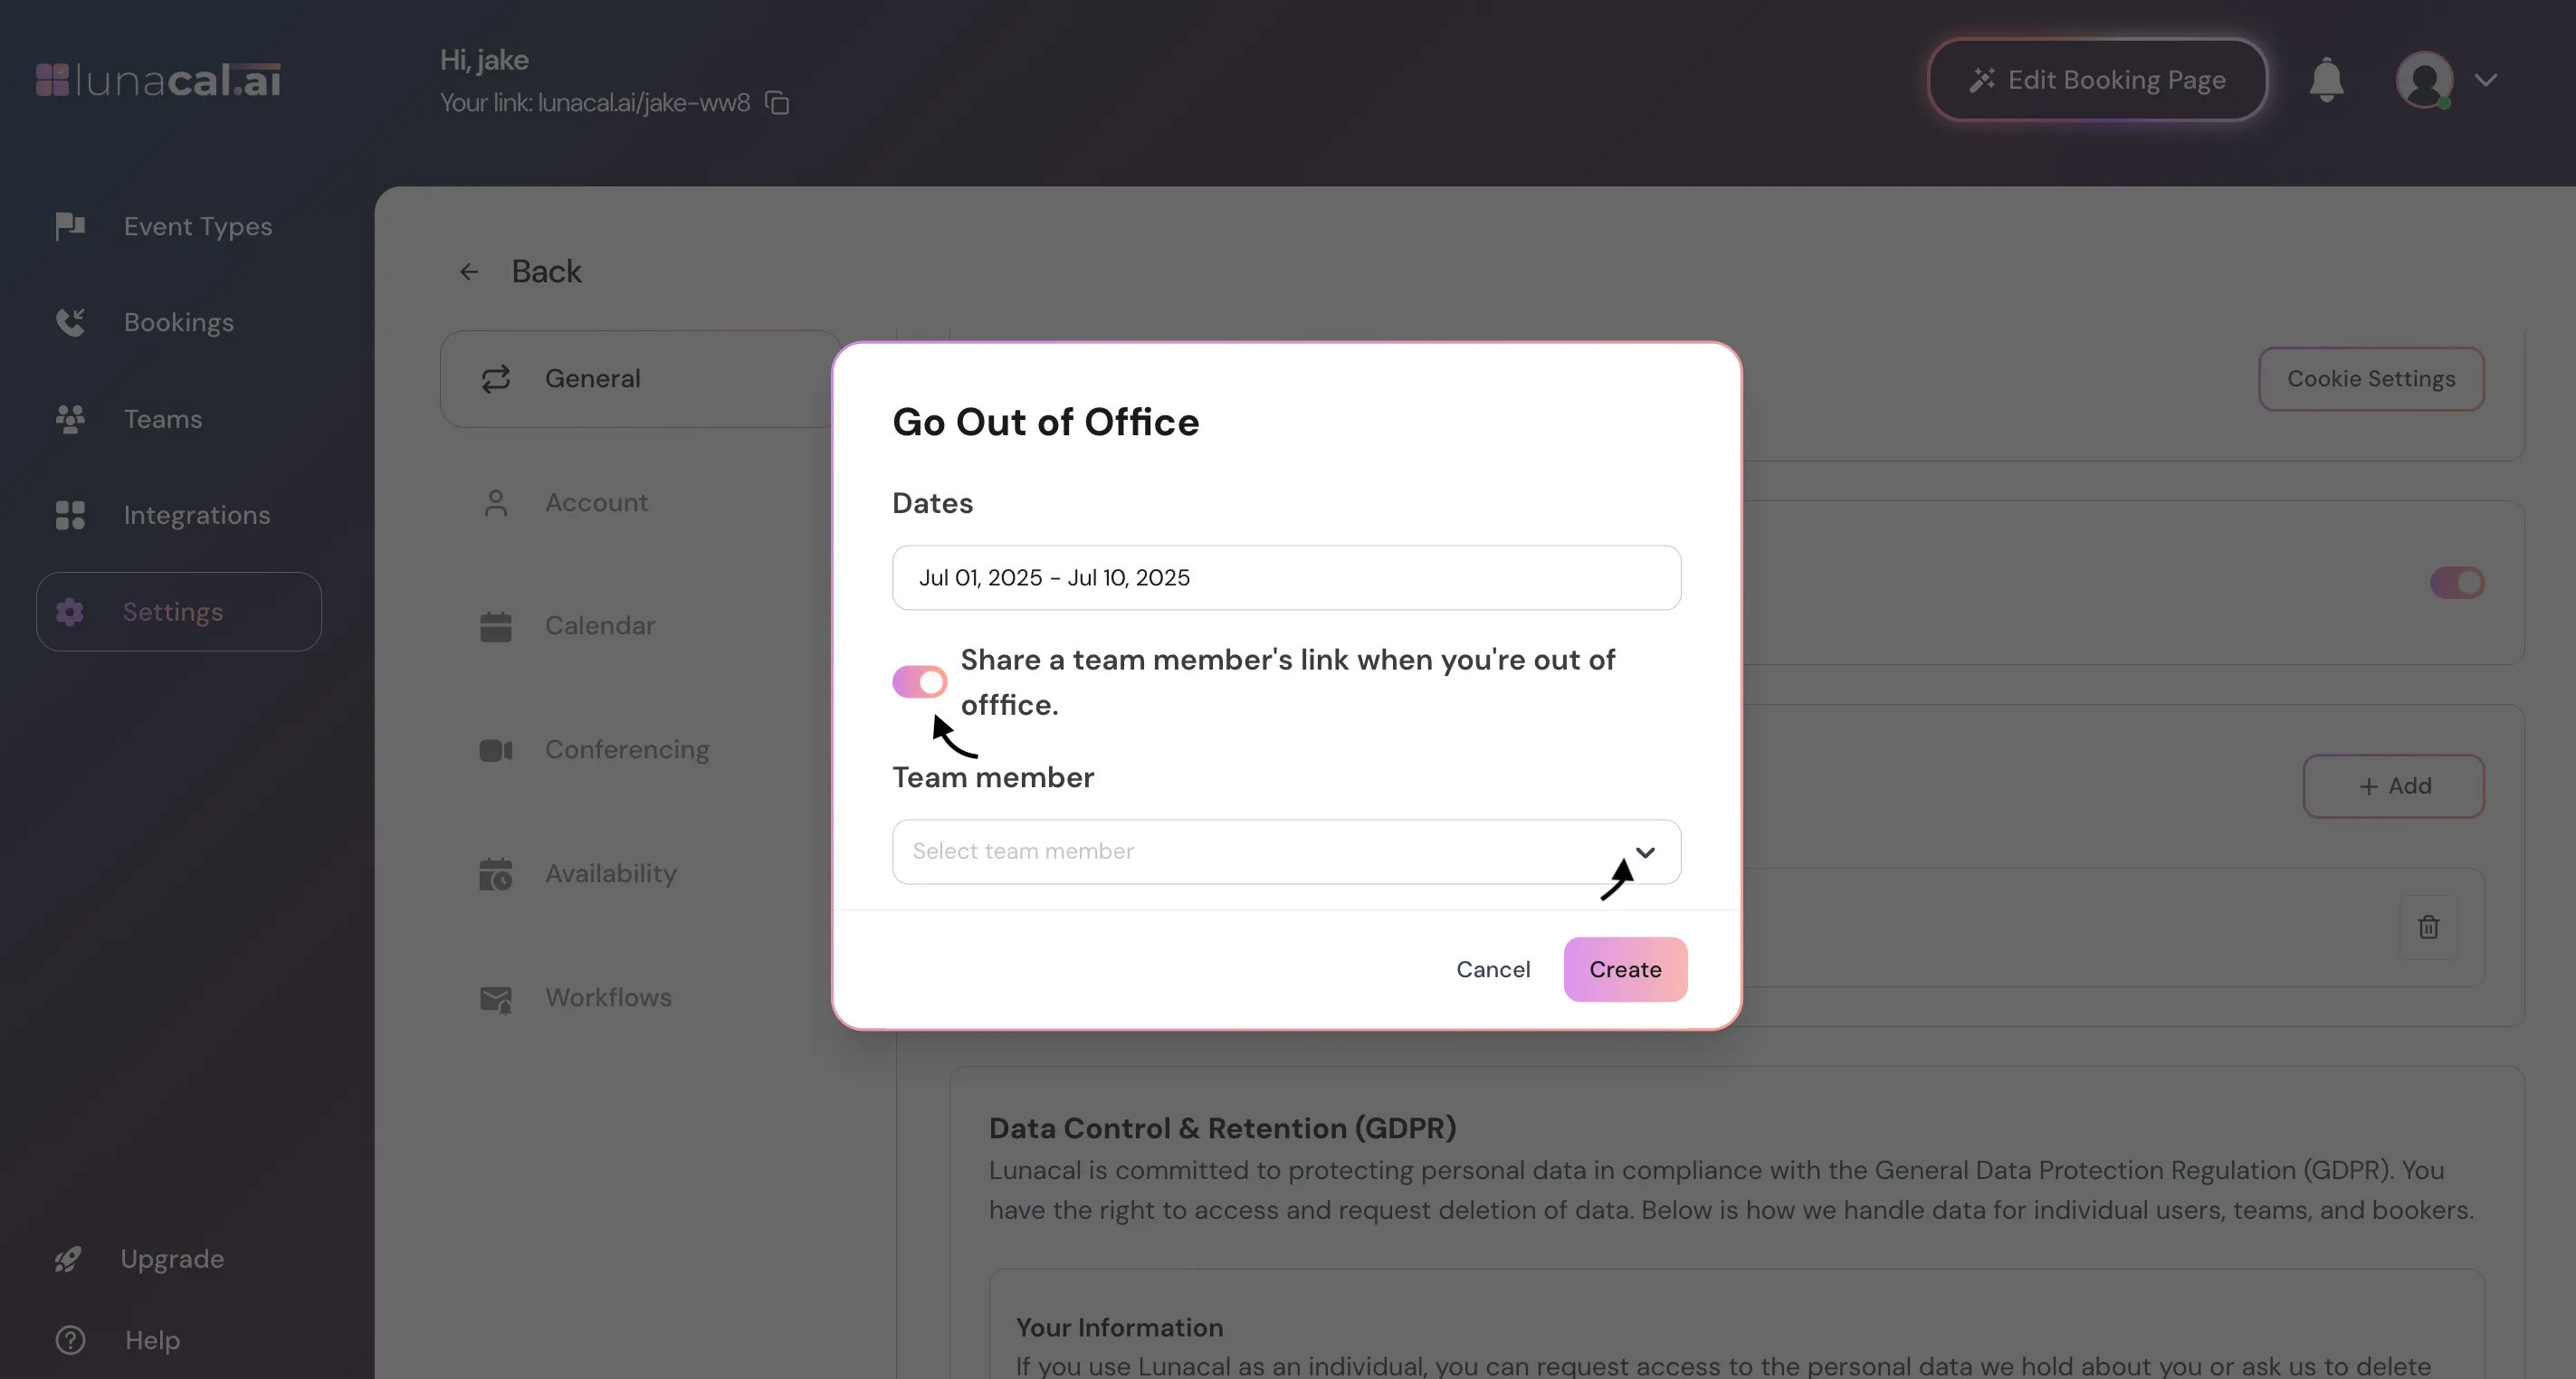 lunacal.ai
Hi, jake
Your link: lunacal.ai/jake-ww8
Edit Booking Page
Event Types
Bookings
Teams
Integrations
Settings
Upgrade
Help
Back
General
Account
Calendar
Conferencing
Availability
Workflows
Cookie Settings
+ Add
Go Out of Office
Dates
Jul 01, 2025 - Jul 10, 2025
Share a team member's link when you're out of
offfice.
Team member
Select team member
Cancel
Create
Data Control & Retention (GDPR)
Lunacal is committed to protecting personal data in compliance with the General Data Protection Regulation (GDPR). You
have the right to access and request deletion of data. Below is how we handle data for individual users, teams, and bookers.
Your Information
If you use Lunacal as an individual, you can request access to the personal data we hold about you or ask us to delete